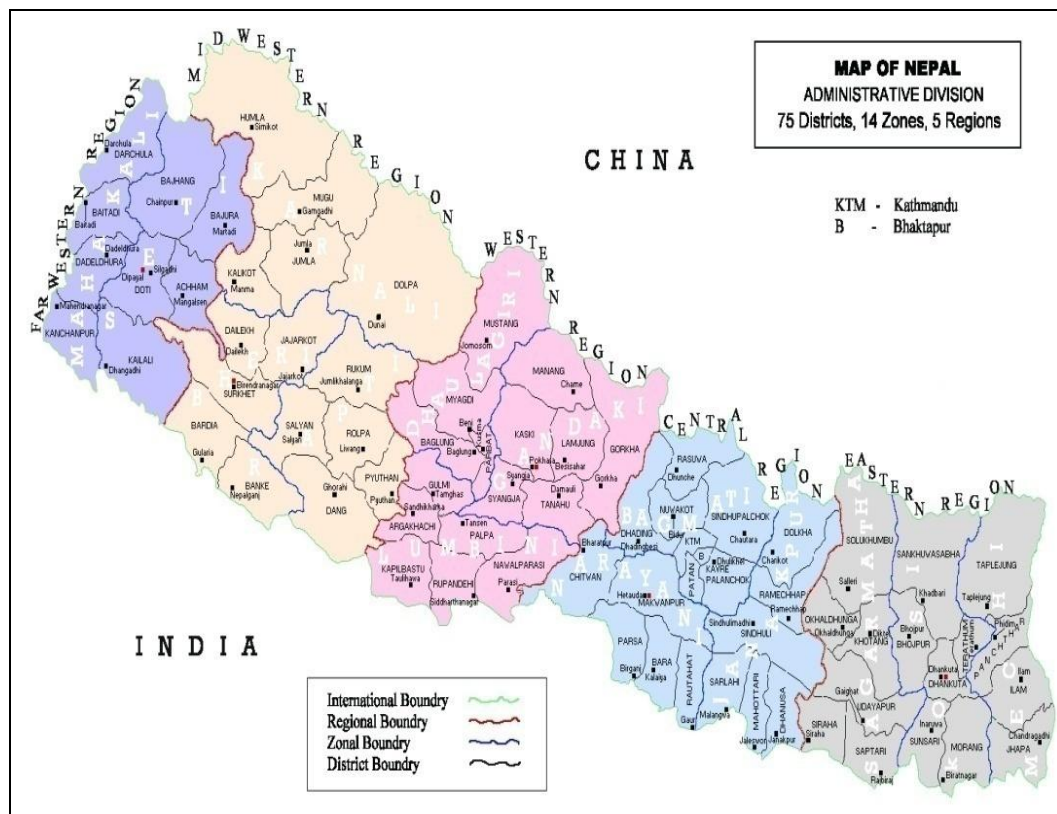 MAP OF NEPAL
ADMINISTRATIVE DIVISION
75 Districts, 14 Zones, 5 Regions
KTM - Kathmandu
B - Bhaktapur
CHINA
INDIA
FAR WESTERN REGION
MID WESTERN REGION
WESTERN REGION
CENTRAL REGION
EASTERN REGION
MAHAKALI
SETI
KARNALI
BHERI
RAPTI
DHAULAGIRI
GANDAKI
LUMBINI
BAGMATI
NARAYANI
JANAKPUR
SAGARMATHA
KOSI
MECHI
Darchula
DARCHULA
BAJHANG
Chainpur
BAITADI
Baitadi
BAJURA
Martadi
Dadeldhura
DADELDHURA
Dipayal
Silgadhi
DOTI
ACHHAM
Mangalsen
Mahendranagar
KANCHANPUR
KAILALI
Dhangadhi
HUMLA
Simikot
MUGU
Gamgadhi
Jumla
JUMLA
KALIKOT
Manma
DOLPA
Dunai
DAILEKH
Dailekh
JAJARKOT
Jajarkot
RUKUM
Jumlikhalanga
Birendranagar
SURKHET
BARDIA
Gularia
SALYAN
Salyan
ROLPA
Liwang
BANKE
Nepalganj
Ghorahi
DANG
PYUTHAN
Pyuthan
MUSTANG
Jomosom
MANANG
Chame
MYAGDI
Beni
Kusma
BAGLUNG
Baglung
PARBAT
KASKI
Pokhara
LAMJUNG
Besisahar
GORKHA
Gorkha
Syangja
SYANGJA
Damauli
TANAHU
GULMI
Tamghas
Sandhikharka
ARGAKHACHI
Tansen
PALPA
KAPILBASTU
Taulihawa
RUPANDEHI
Siddharthanagar
NAWALPARASI
Parasi
RASUVA
Dhunche
NUWAKOT
Bidur
SINDHUPALCHOK
Chautara
DOLKHA
Charikot
DHADING
Dhadingbesi
KTM
B
Dhulikhel
KAVRE
PALANCHOK
PATAN
Bharatpur
CHITWAN
Hetauda
MAKVANPUR
RAMECHHAP
Ramechhap
Sindhulimadhi
SINDHULI
PARSA
Birganj
BARA
Kalaiya
RAUTAHAT
Gaur
SARLAHI
Malangva
MAHOTTARI
Jalesvor
DHANUSA
Janakpur
SOLUKHUMBU
Salleri
SANKHUVASBHA
Khadbari
TAPLEJUNG
Taplejung
OKHALDHUNGA
Okhaldhunga
Diktel
KHOTANG
Bhojpur
BHOJPUR
TERATHUM
Terathum
Phidim
PANCHTHAR
Dhankuta
DHANKUTA
Ilam
ILAM
Gaighat
UDAYAPUR
SIRAHA
Siraha
SAPTARI
Rajbiraj
Inaruva
SUNSARI
MORANG
Biratnagar
Chandragadhi
JHAPA
International Boundry
Regional Boundry
Zonal Boundry
District Boundry